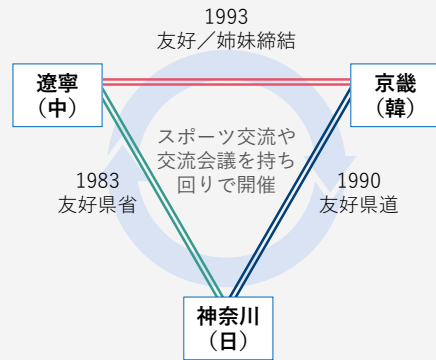 1993
友好／姉妹締結
遼寧
（中）
京畿
（韓）
スポーツ交流や
交流会議を持ち
回りで開催
1983
友好県省
1990
友好県道
神奈川
（日）